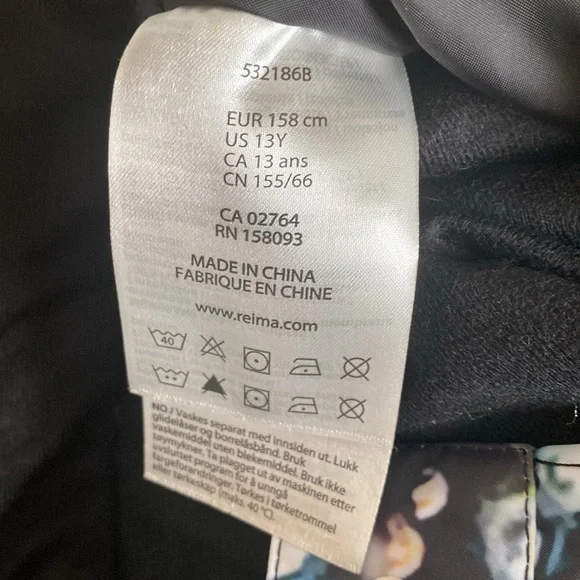 532186B
EUR 158 cm
US 13Y
CA 13 ans
CN 155/66
CA 02764
RN 158093
MADE IN CHINA
FABRIQUE EN CHINE
www.reima.com
40
NO / Vaskes separat med innsiden ut. Lukk
glidelåser og borrelåsbånd. Bruk
vaskemiddel uten blekemiddel. Bruk ikke
tøymykner. Ta plagget ut av maskinen etter
avsluttet program for å unngå
fargeforandringer. Tørkes i tørketrommel
eller tørkeskap (maks. 40 °C).